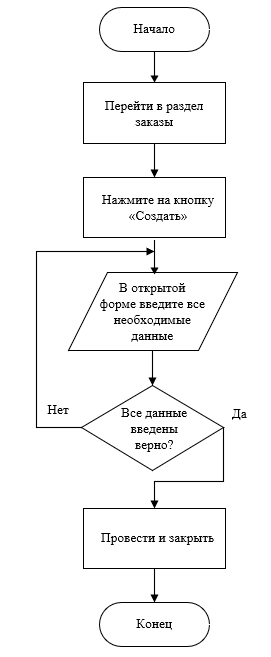 Начало
Перейти в раздел
заказы
Нажмите на кнопку
«Создать»
В открытой
форме введите все
необходимые
данные
Нет
Все данные
введены
верно?
Да
Провести и закрыть
Конец